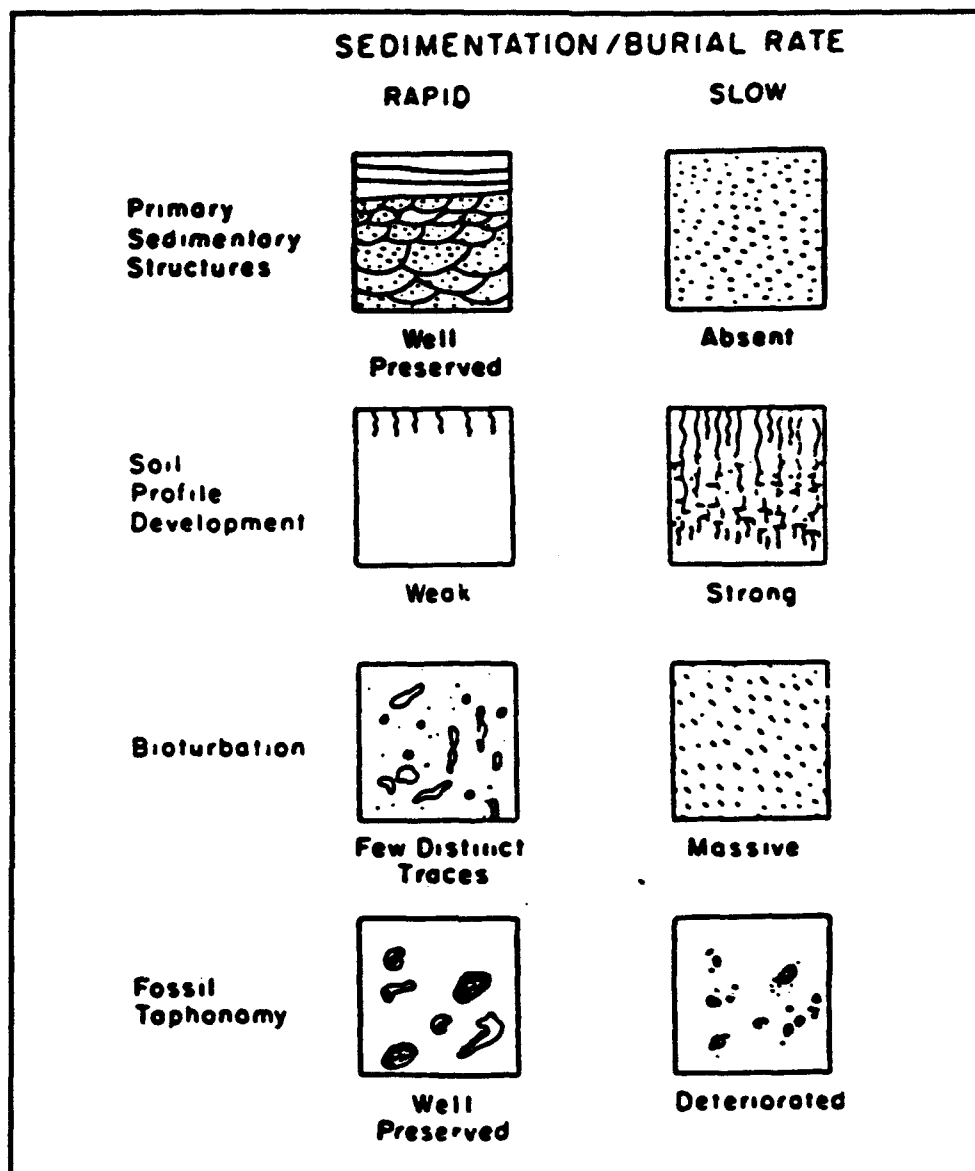 SEDIMENTATION/BURIAL RATE
RAPID SLOW
Primary
Sedimentary
Structures
Well
Preserved
Absent
Soil
Profile
Development
Weak
Strong
Bioturbation
Few Distinct
Traces
Massive
Fossil
Taphonomy
Well
Preserved
Deteriorated